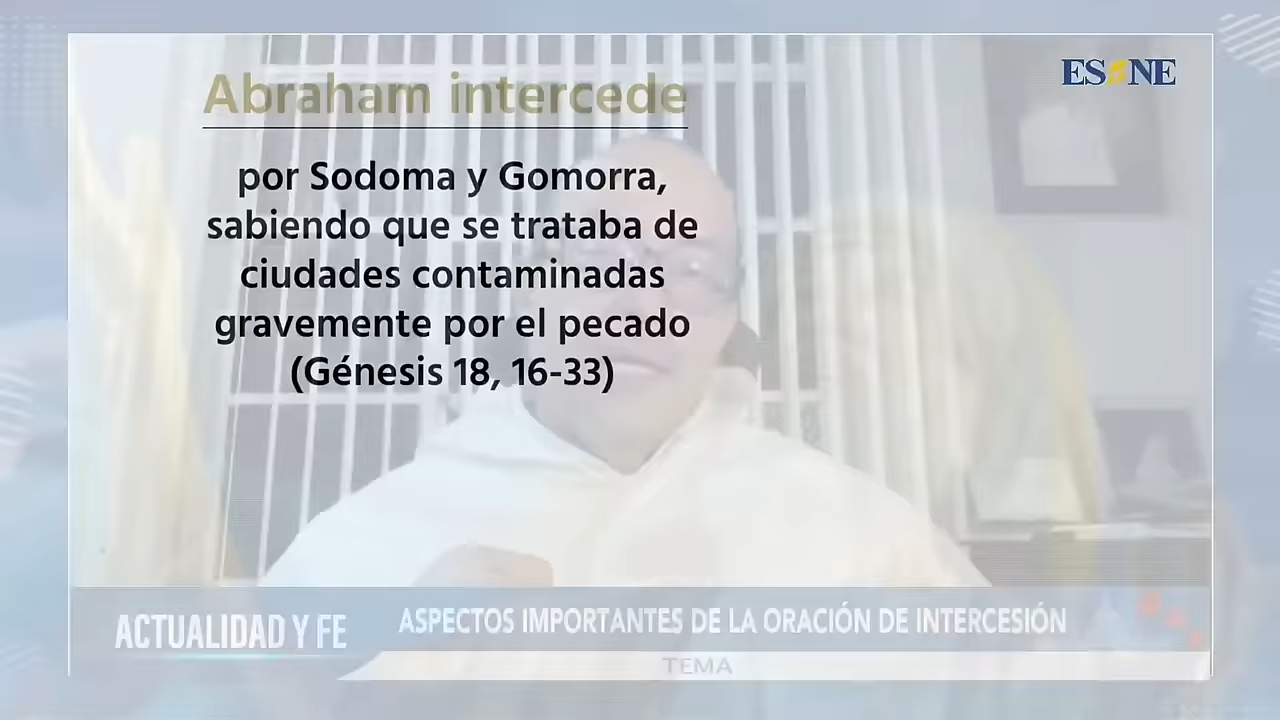 ESNE
Abraham intercede
por Sodoma y Gomorra,
sabiendo que se trataba de
ciudades contaminadas
gravemente por el pecado
(Génesis 18, 16-33)
ACTUALIDAD Y FE
ASPECTOS IMPORTANTES DE LA ORACIÓN DE INTERCESIÓN
TEMA